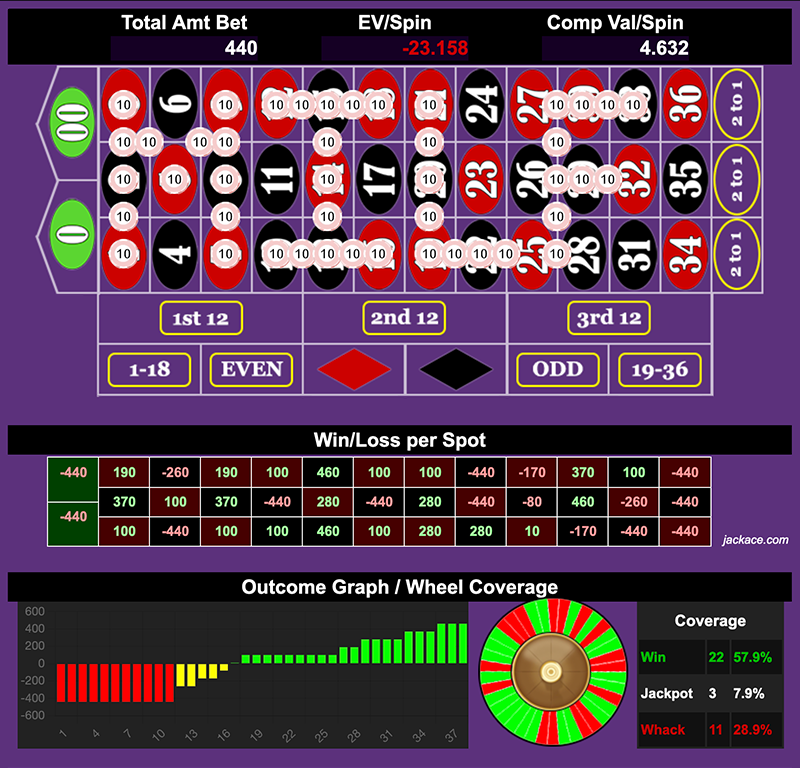 Total Amt Bet EV/Spin Comp Val/Spin
440 -23.158 4.632
00 10 6 10 10 10 10 10 10 10 24 27 10 10 10 10 36 2 to 1
10 10 10 10 10 10 10
10 10 10 11 10 17 10 23 26 10 10 10 32 35 2 to 1
10 10 10 10 10
0 10 4 10 10 10 10 10 10 10 10 10 10 25 10 28 31 34 2 to 1
1st 12 2nd 12 3rd 12
1-18 EVEN ODD 19-36
Win/Loss per Spot
-440 190 -260 190 100 460 100 100 -440 -170 370 100 -440
370 100 370 -440 280 -440 280 -440 -80 460 -260 -440
-440 100 -440 100 100 460 100 280 280 10 -170 -440 -440
jackace.com
Outcome Graph / Wheel Coverage
600
400
200
0
-200
-400
-600
1 4 7 10 13 16 19 22 25 28 31 34 37
Coverage
Win 22 57.9%
Jackpot 3 7.9%
Whack 11 28.9%